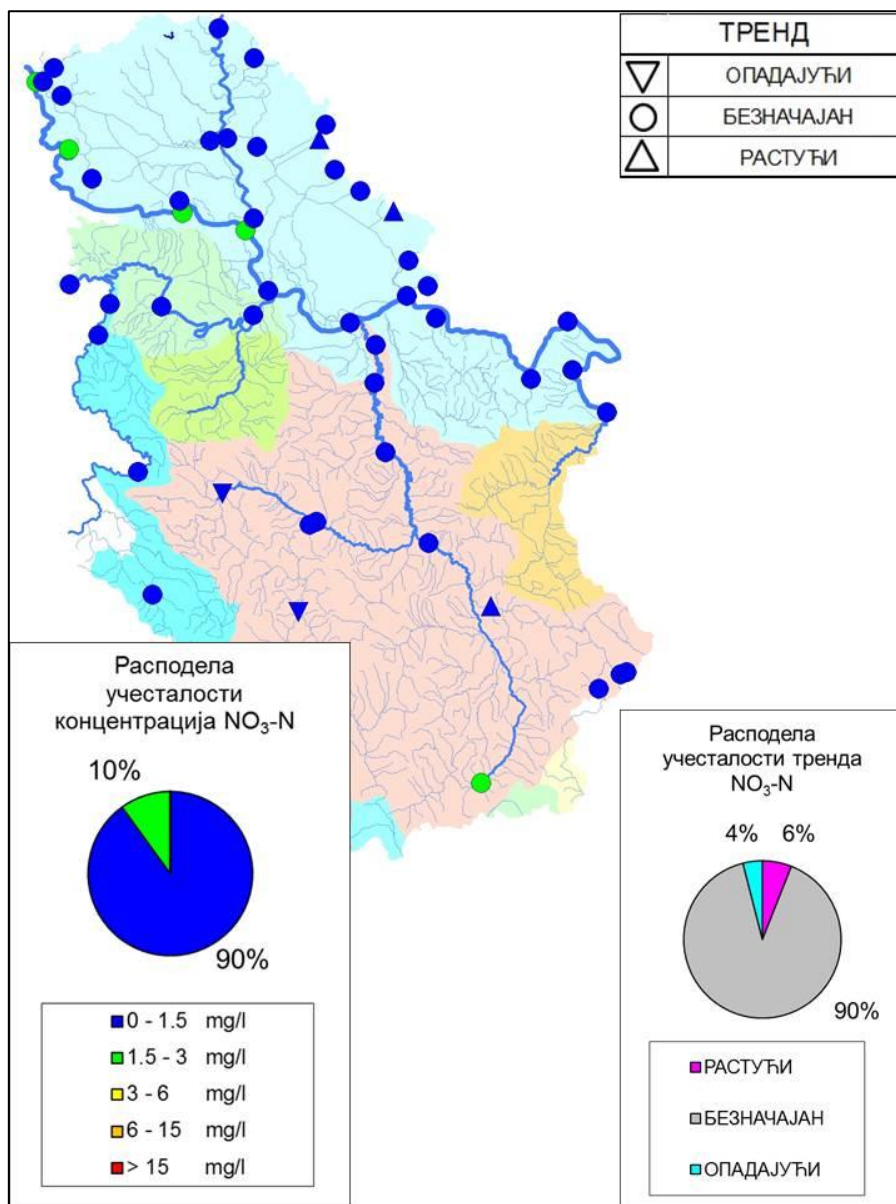 ТРЕНД
ОПАДАЈУЋИ
БЕЗНАЧАЈАН
РАСТУЋИ
Расподела
учесталости
концентрација NO₃-N
10%
90%
0 - 1.5 mg/l
1.5 - 3 mg/l
3 - 6 mg/l
6 - 15 mg/l
> 15 mg/l
Расподела
учесталости тренда
NO₃-N
4% 6%
90%
РАСТУЋИ
БЕЗНАЧАЈАН
ОПАДАЈУЋИ